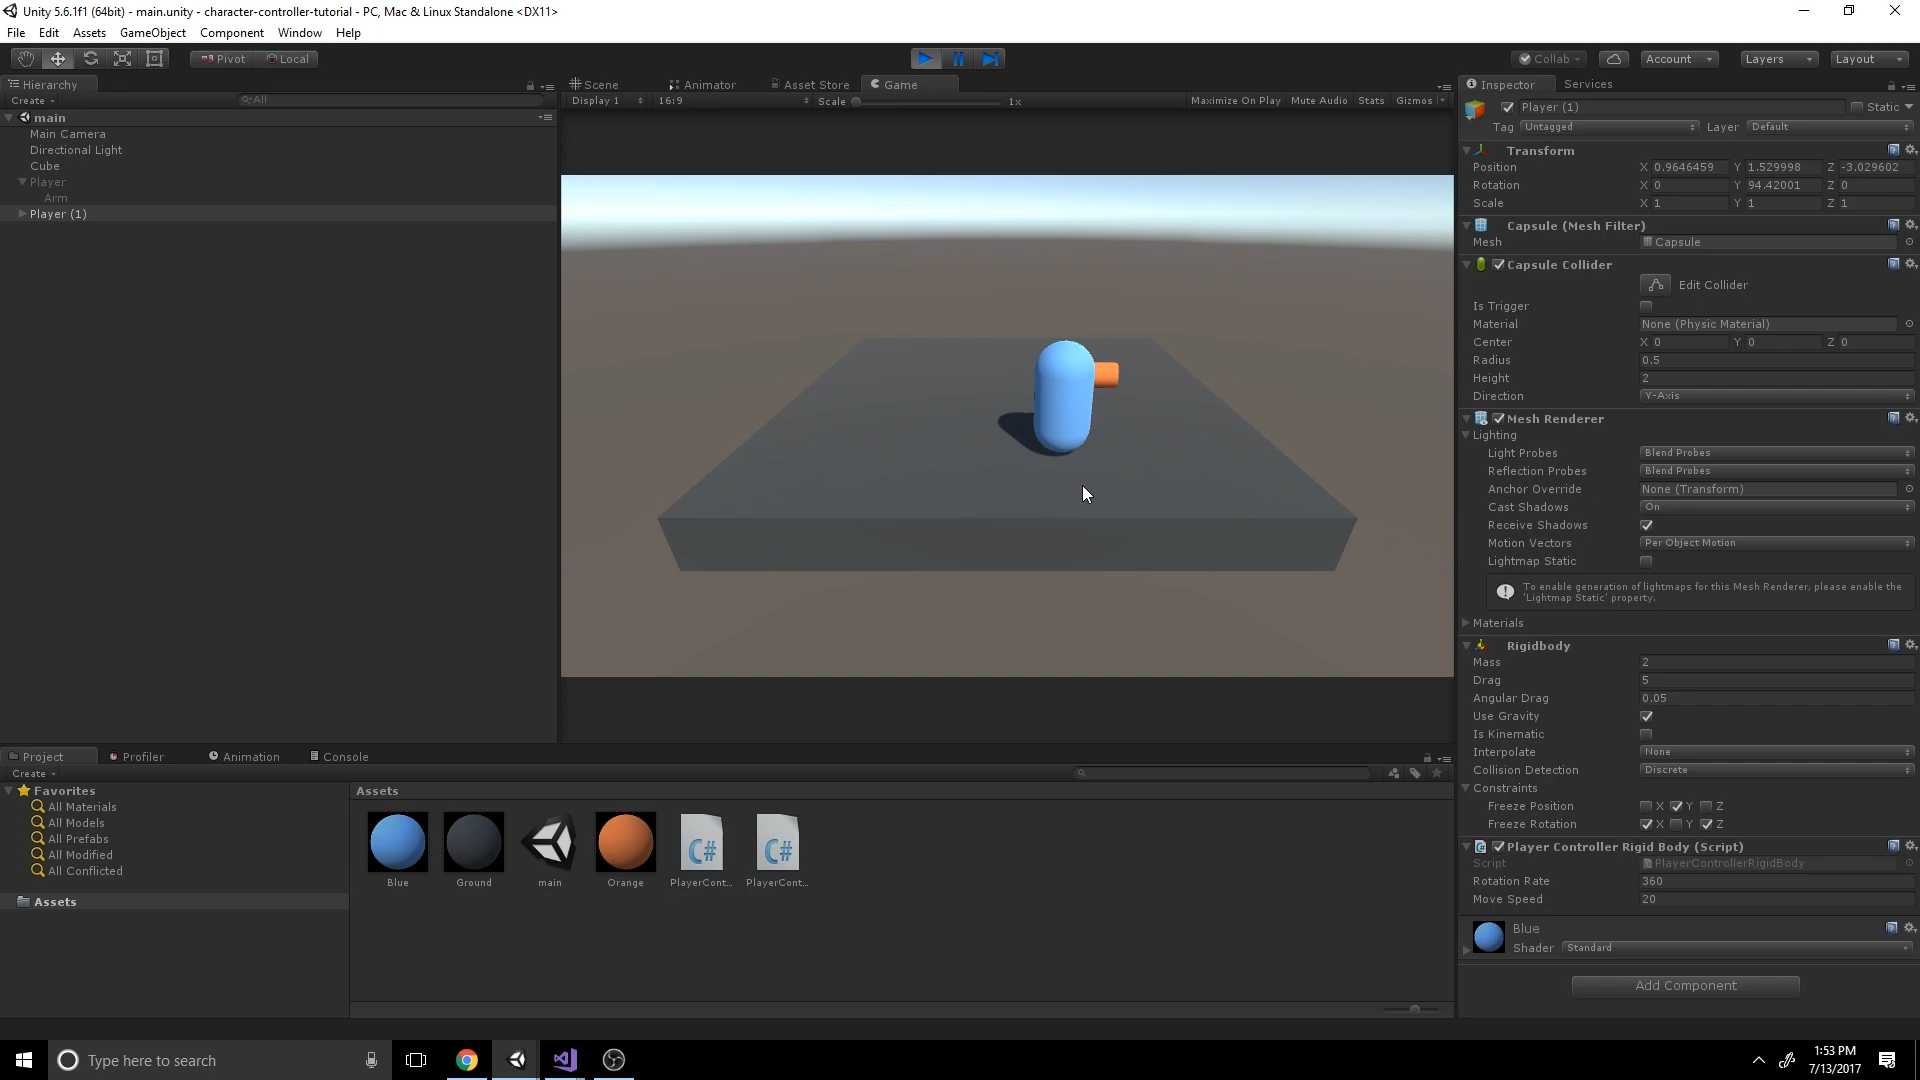 Unity 5.6.1f1 (64bit) - main.unity - character-controller-tutorial - PC, Mac & Linux Standalone <DX11>
File Edit Assets GameObject Component Window Help
Pivot Local Collab Account Layers Layout
Hierarchy
Create All
main
Main Camera
Directional Light
Cube
Player
Arm
Player (1)
Scene Animator Asset Store Game
Display 1 16:9 Scale 1x Maximize On Play Mute Audio Stats Gizmos
Inspector Services
Player (1) Static
Tag Untagged Layer Default
Transform
Position X 0.9646459 Y 1.529998 Z -3.029602
Rotation X 0 Y 94.42001 Z 0
Scale X 1 Y 1 Z 1
Capsule (Mesh Filter)
Mesh Capsule
Capsule Collider
Edit Collider
Is Trigger
Material None (Physic Material)
Center X 0 Y 0 Z 0
Radius 0.5
Height 2
Direction Y-Axis
Mesh Renderer
Lighting
Light Probes Blend Probes
Reflection Probes Blend Probes
Anchor Override None (Transform)
Cast Shadows On
Receive Shadows
Motion Vectors Per Object Motion
Lightmap Static
To enable generation of lightmaps for this Mesh Renderer, please enable the
'Lightmap Static' property.
Materials
Rigidbody
Mass 2
Drag 5
Angular Drag 0.05
Use Gravity
Is Kinematic
Interpolate None
Collision Detection Discrete
Constraints
Freeze Position X Y Z
Freeze Rotation X Y Z
Player Controller Rigid Body (Script)
Script PlayerControllerRigidBody
Rotation Rate 360
Move Speed 20
Blue
Shader Standard
Add Component
Project Profiler Animation Console
Create
Favorites
All Materials
All Models
All Prefabs
All Modified
All Conflicted
Assets
Assets
C# C#
Blue Ground main Orange PlayerCont... PlayerCont...
Type here to search
1:53 PM
7/13/2017